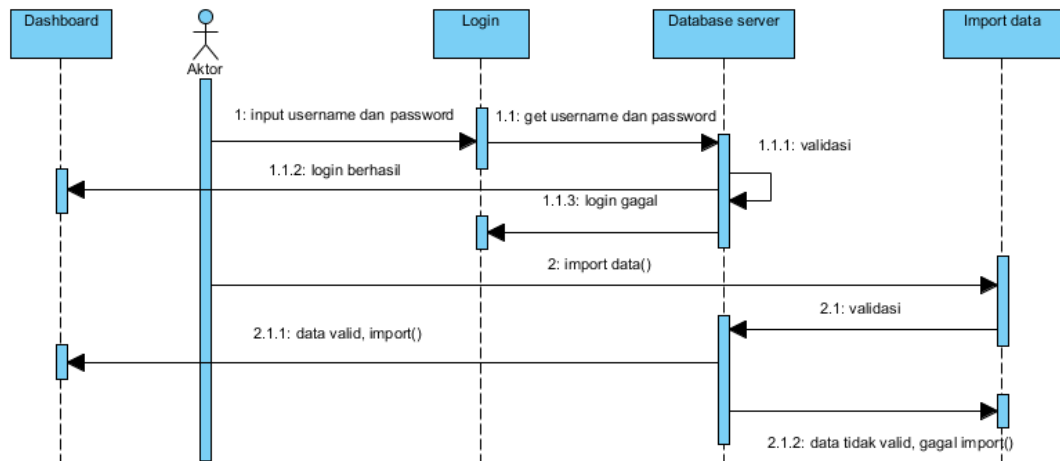 Dashboard
Aktor
Login
Database server
Import data
1: input username dan password
1.1: get username dan password
1.1.1: validasi
1.1.2: login berhasil
1.1.3: login gagal
2: import data()
2.1: validasi
2.1.1: data valid, import()
2.1.2: data tidak valid, gagal import()